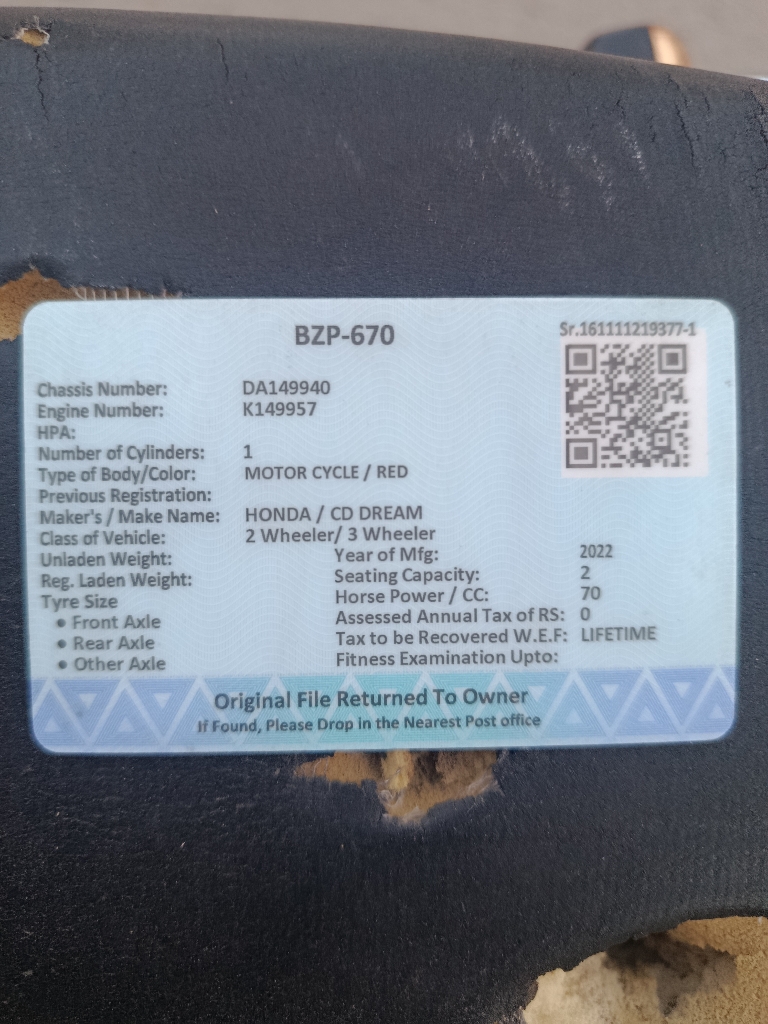 BZP-670
Sr.161111219377-1
Chassis Number: DA149940
Engine Number: K149957
HPA:
Number of Cylinders: 1
Type of Body/Color: MOTOR CYCLE / RED
Previous Registration:
Maker's / Make Name: HONDA / CD DREAM
Class of Vehicle: 2 Wheeler/ 3 Wheeler
Unladen Weight: Year of Mfg: 2022
Reg. Laden Weight: Seating Capacity: 2
Tyre Size Horse Power / CC: 70
• Front Axle Assessed Annual Tax of RS: 0
• Rear Axle Tax to be Recovered W.E.F: LIFETIME
• Other Axle Fitness Examination Upto:
Original File Returned To Owner
If Found, Please Drop in the Nearest Post office